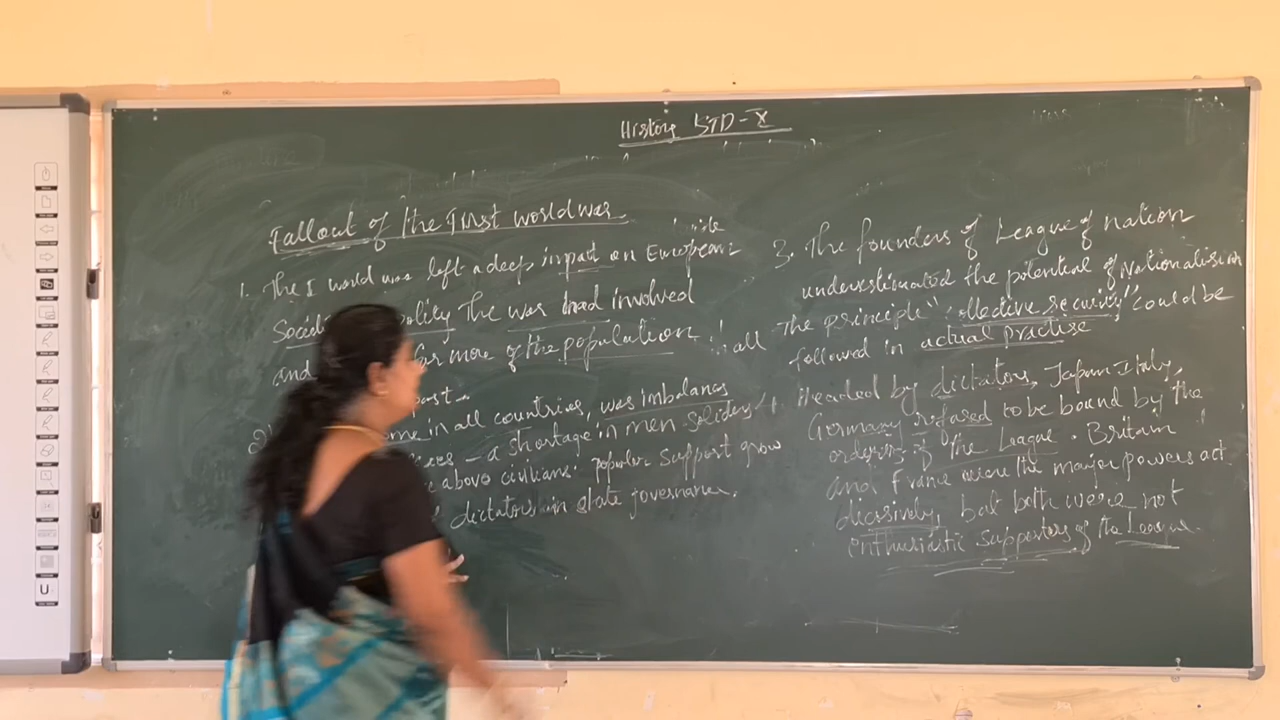 History STD-X
Fallout of the First world war
1. The I world war left a deep impact on European
Policy The was had involved
and far more of the population
past
2. in all countries, was imbalances
a shortage in men soliders
above civilians. popular support grow
dictators in state governance.
3. The founders of League of nation
underestimated the potential of Nationalism
all The principle "collective security" could be
followed in actual practise
4. Headed by dictators, Japan Italy,
Germany refused to be bound by the
orders of the League. Britain
and France were the major powers act
decisively, but both were not
enthusiastic supporters of the League.
U